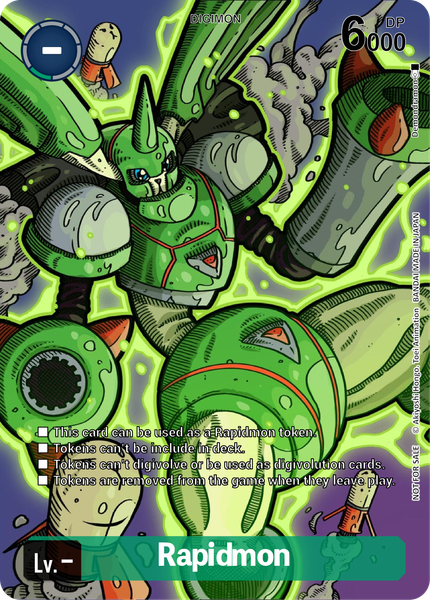 DIGIMON
DP
6000
-
Demondramon
■ This card can be used as a Rapidmon token.
■ Tokens can't be include in deck.
■ Tokens can't digivolve or be used as digivolution cards.
■ Tokens are removed from the game when they leave play.
NOT FOR SALE © Akiyoshi Hongo, Toei Animation BANDAI MADE IN JAPAN
Lv.-
Rapidmon